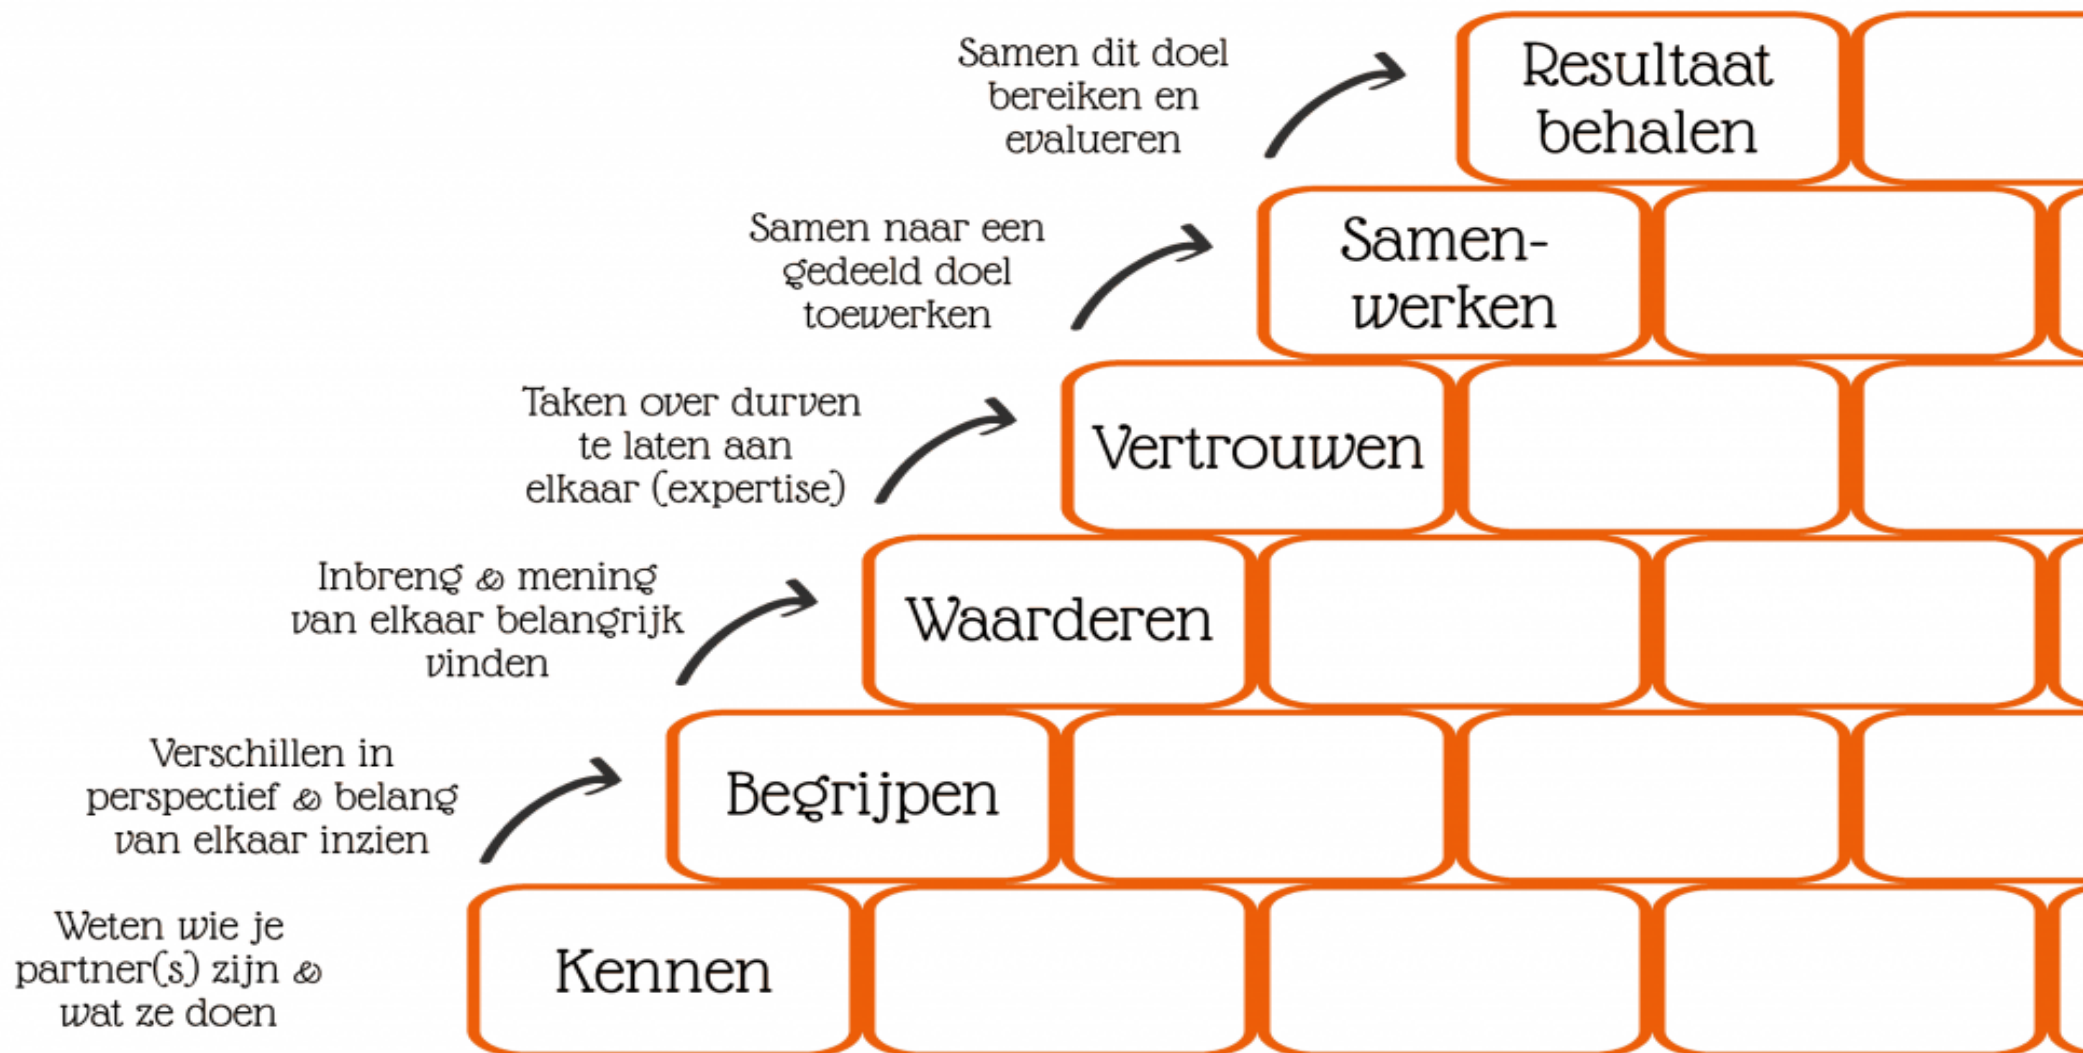 Samen dit doel
bereiken en
evalueren
Resultaat
behalen
Samen naar een
gedeeld doel
toewerken
Samen-
werken
Taken over durven
te laten aan
elkaar (expertise)
Vertrouwen
Inbreng & mening
van elkaar belangrijk
vinden
Waarderen
Verschillen in
perspectief & belang
van elkaar inzien
Begrijpen
Weten wie je
partner(s) zijn &
wat ze doen
Kennen